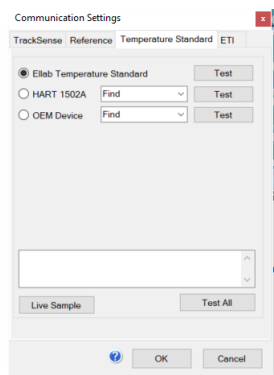 Communication Settings
x
TrackSense Reference Temperature Standard ETI
Ellab Temperature Standard Test
HART 1502A Find Test
OEM Device Find Test
Live Sample Test All
? OK Cancel